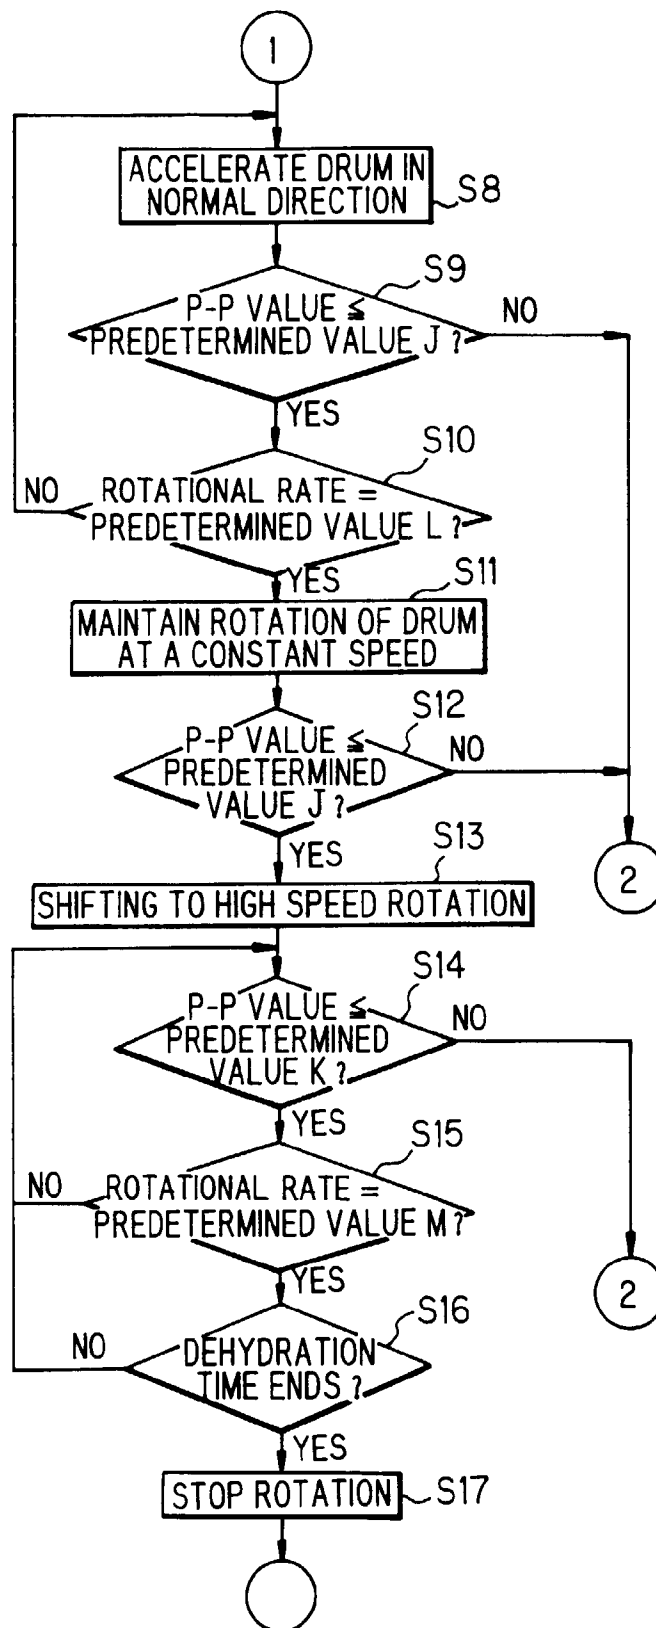 1
ACCELERATE DRUM IN
NORMAL DIRECTION
S8
S9
P-P VALUE ≦
PREDETERMINED VALUE J ?
NO
YES
S10
NO
ROTATIONAL RATE =
PREDETERMINED VALUE L ?
YES
S11
MAINTAIN ROTATION OF DRUM
AT A CONSTANT SPEED
S12
P-P VALUE ≦
PREDETERMINED
VALUE J ?
NO
YES
S13
2
SHIFTING TO HIGH SPEED ROTATION
S14
P-P VALUE ≦
PREDETERMINED
VALUE K ?
NO
YES
S15
NO
ROTATIONAL RATE =
PREDETERMINED VALUE M ?
YES
2
S16
NO
DEHYDRATION
TIME ENDS ?
YES
STOP ROTATION
S17